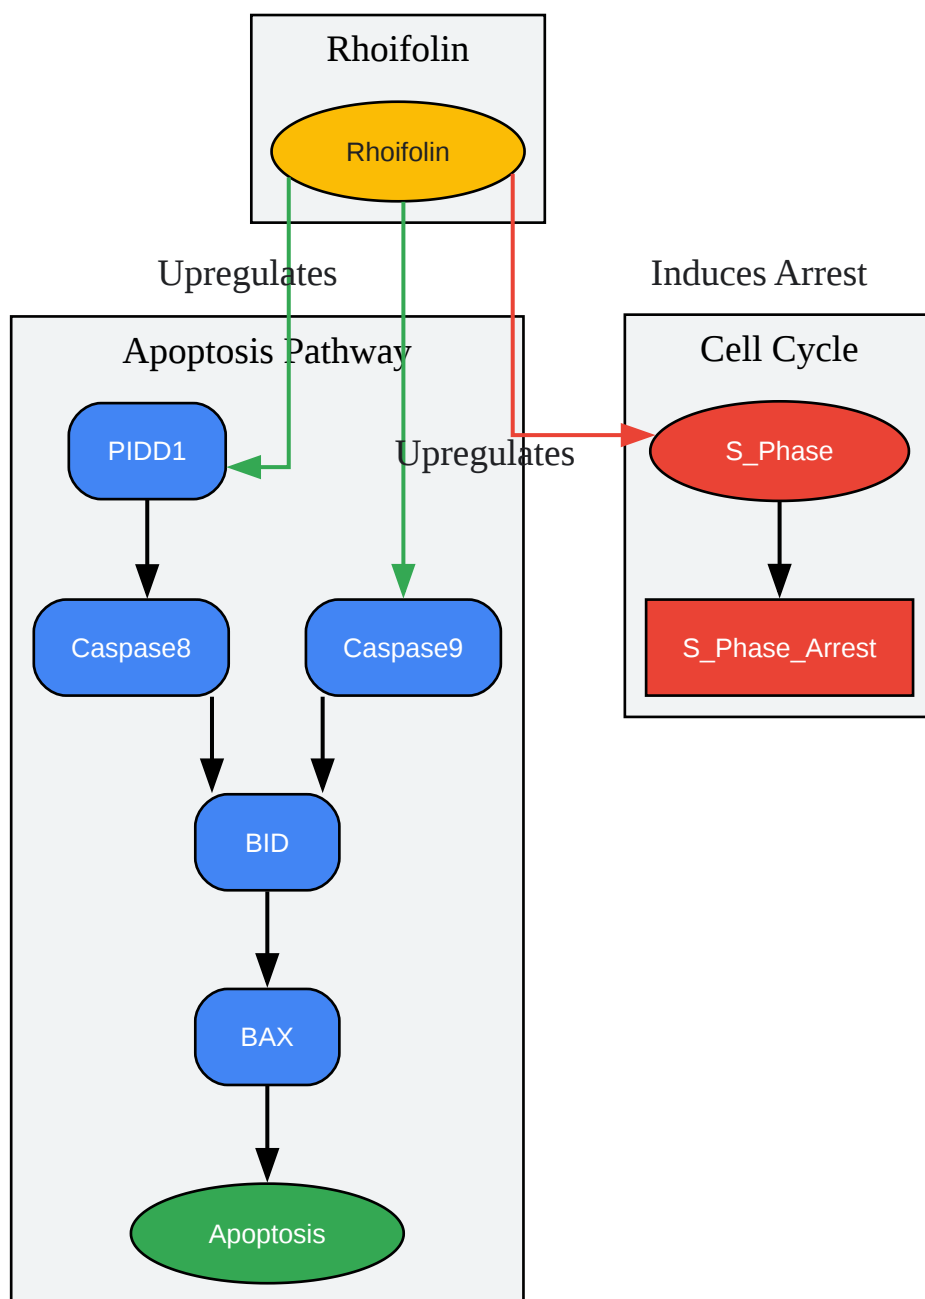 Rhoifolin
Rhoifolin
Upregulates
Induces Arrest
Apoptosis Pathway
Cell Cycle
PIDD1
Upregulates
S_Phase
Caspase8
Caspase9
S_Phase_Arrest
BID
BAX
Apoptosis